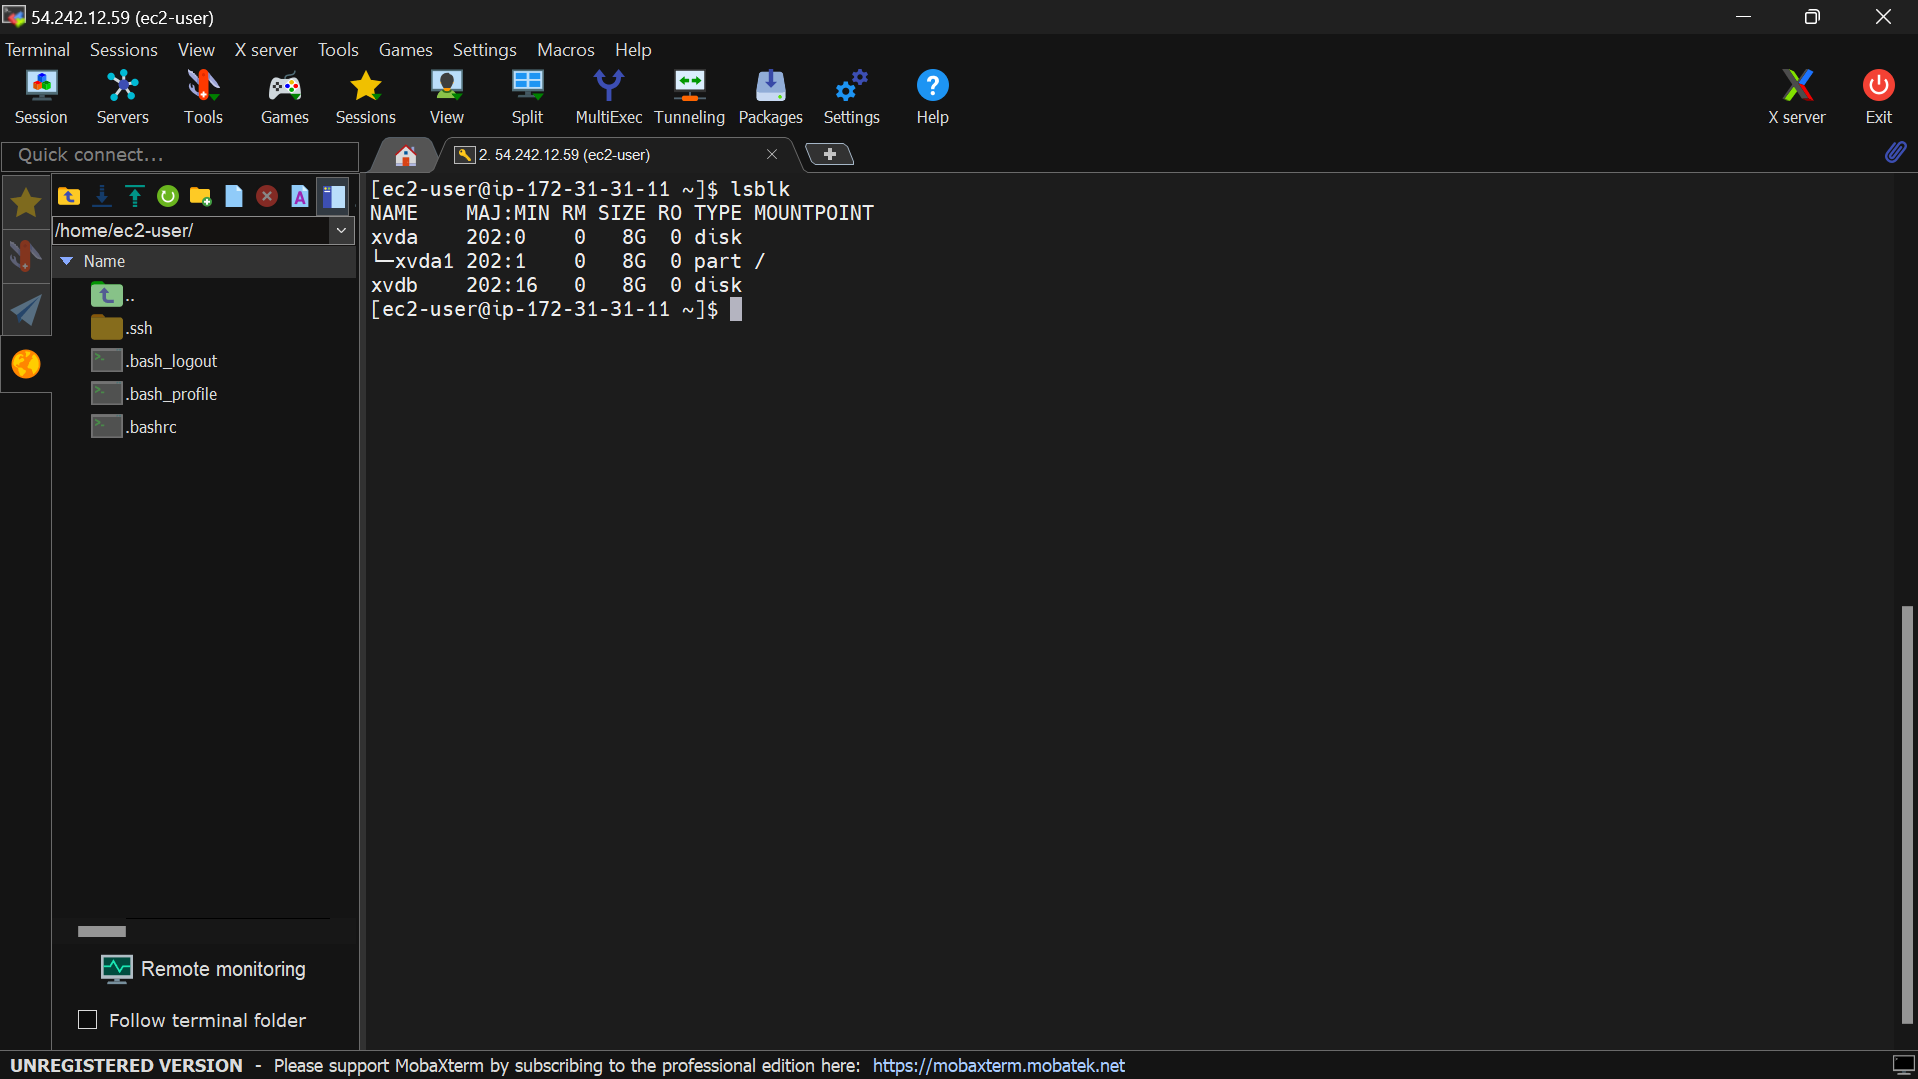 54.242.12.59 (ec2-user)
Terminal Sessions View X server Tools Games Settings Macros Help
Session Servers Tools Games Sessions View Split MultiExec Tunneling Packages Settings Help X server Exit
Quick connect...
2. 54.242.12.59 (ec2-user)
/home/ec2-user/
Name
..
.ssh
.bash_logout
.bash_profile
.bashrc
Remote monitoring
Follow terminal folder
[ec2-user@ip-172-31-31-11 ~]$ lsblk
NAME    MAJ:MIN RM SIZE RO TYPE MOUNTPOINT
xvda    202:0    0   8G  0 disk
└─xvda1 202:1    0   8G  0 part /
xvdb    202:16   0   8G  0 disk
[ec2-user@ip-172-31-31-11 ~]$
UNREGISTERED VERSION - Please support MobaXterm by subscribing to the professional edition here: https://mobaxterm.mobatek.net